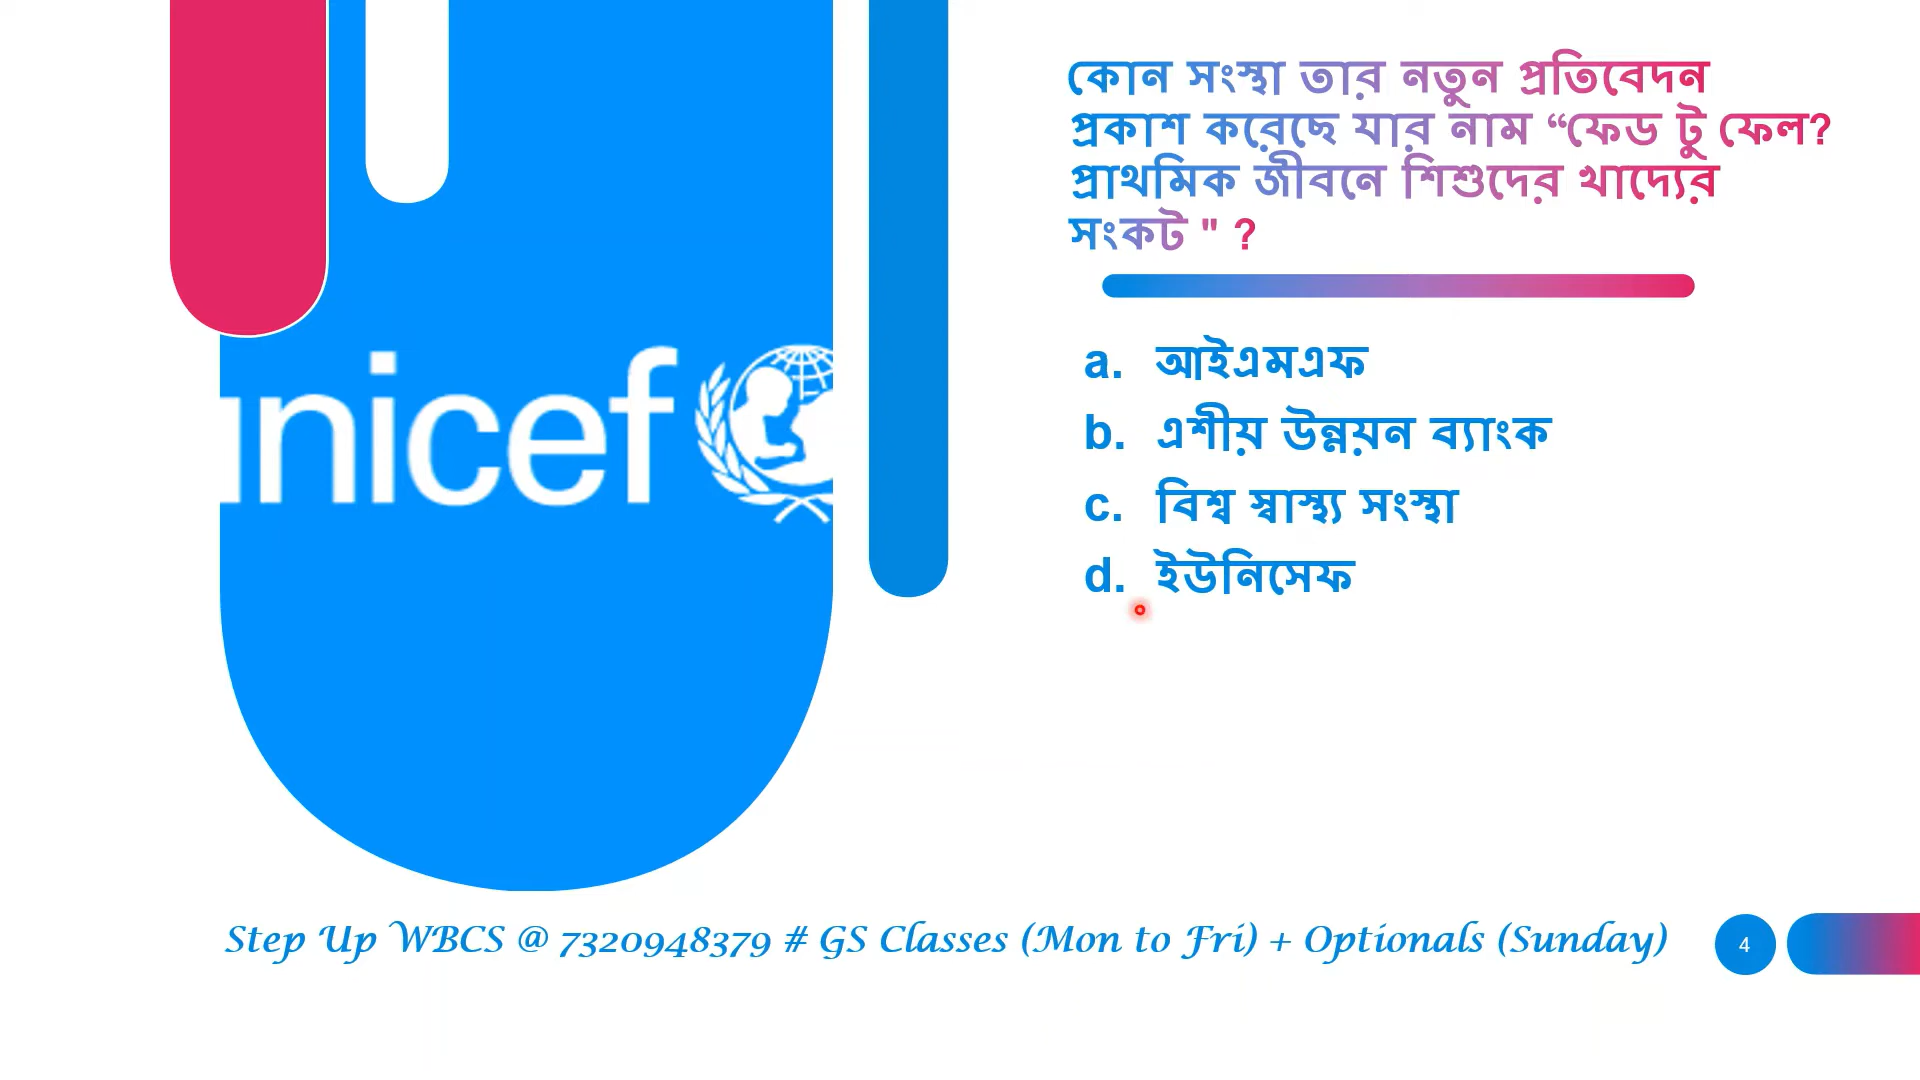 unicef
কোন সংস্থা তার নতুন প্রতিবেদন
প্রকাশ করেছে যার নাম “ফেড টু ফেল?
প্রাথমিক জীবনে শিশুদের খাদ্যের
সংকট " ?
a. আইএমএফ
b. এশীয় উন্নয়ন ব্যাংক
c. বিশ্ব স্বাস্থ্য সংস্থা
d. ইউনিসেফ
Step Up WBCS @ 7320948379 # GS Classes (Mon to Fri) + Optionals (Sunday)
4